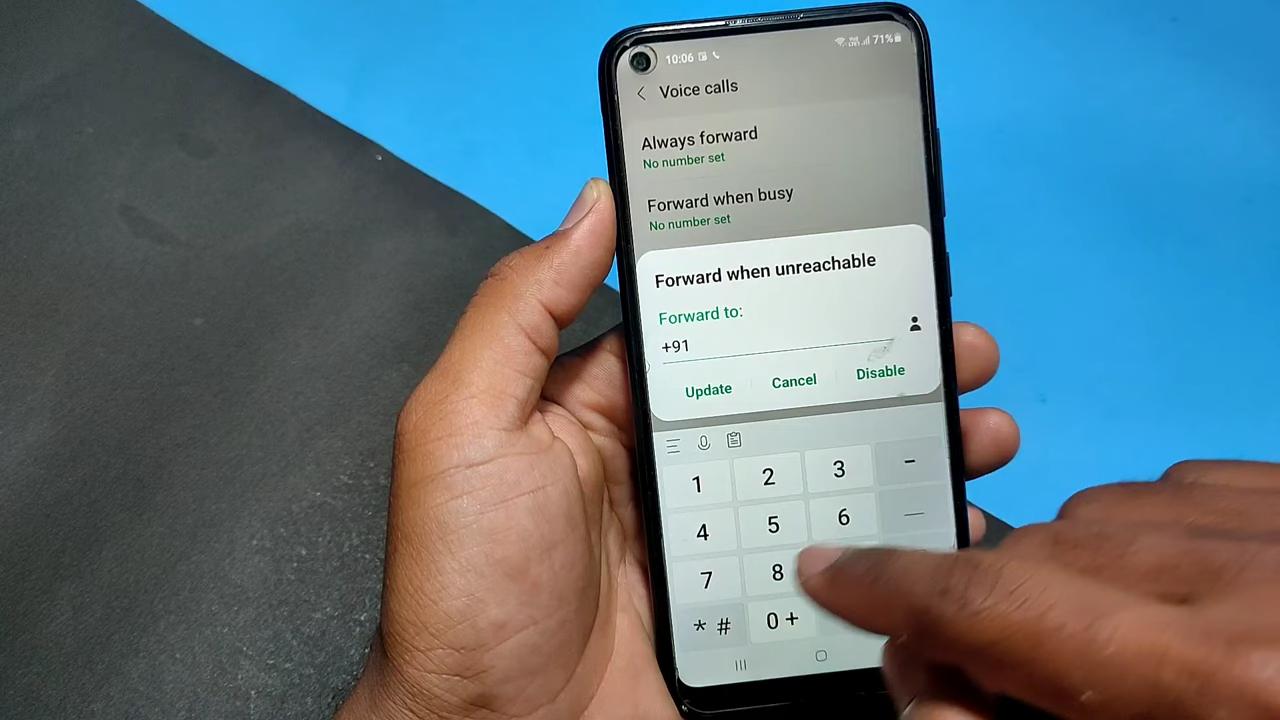 10:06
71%
Voice calls
Always forward
No number set
Forward when busy
No number set
Forward when unreachable
Forward to:
+91
Update Cancel Disable
1 2 3 -
4 5 6
7 8
* # 0 +